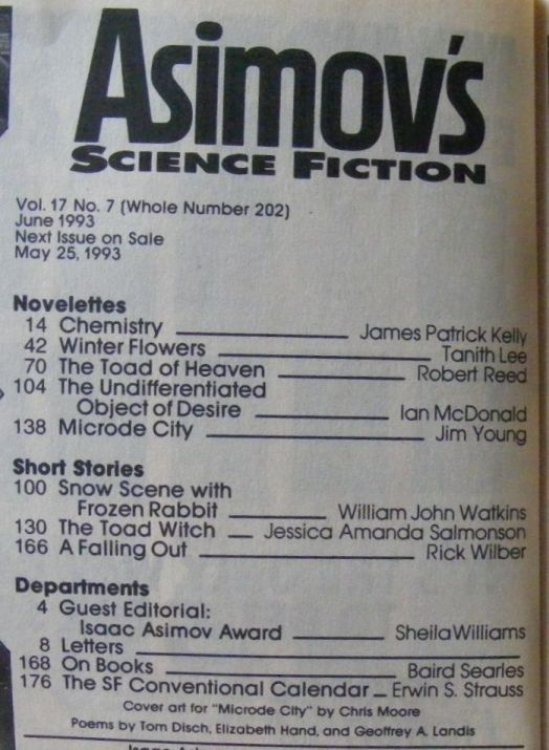 Asimov's
SCIENCE FICTION
Vol. 17 No. 7 (Whole Number 202)
June 1993
Next Issue on Sale
May 25, 1993
Novelettes
14 Chemistry James Patrick Kelly
42 Winter Flowers Tanith Lee
70 The Toad of Heaven Robert Reed
104 The Undifferentiated
Object of Desire Ian McDonald
138 Microde City Jim Young
Short Stories
100 Snow Scene with
Frozen Rabbit William John Watkins
130 The Toad Witch Jessica Amanda Salmonson
166 A Falling Out Rick Wilber
Departments
4 Guest Editorial:
Isaac Asimov Award Sheila Williams
8 Letters
168 On Books Baird Searles
176 The SF Conventional Calendar Erwin S. Strauss
Cover art for "Microde City" by Chris Moore
Poems by Tom Disch, Elizabeth Hand, and Geoffrey A. Landis